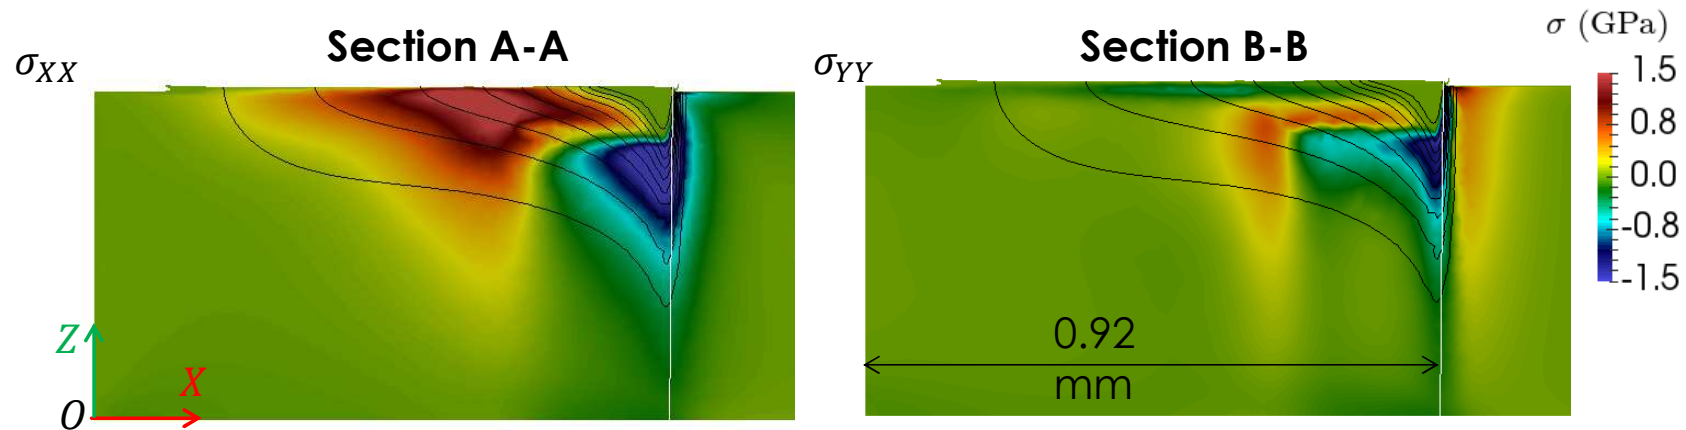 Section A-A
Section B-B
σ (GPa)
σXX
σYY
1.5
0.8
0.0
-0.8
-1.5
0.92
mm
Z
X
O